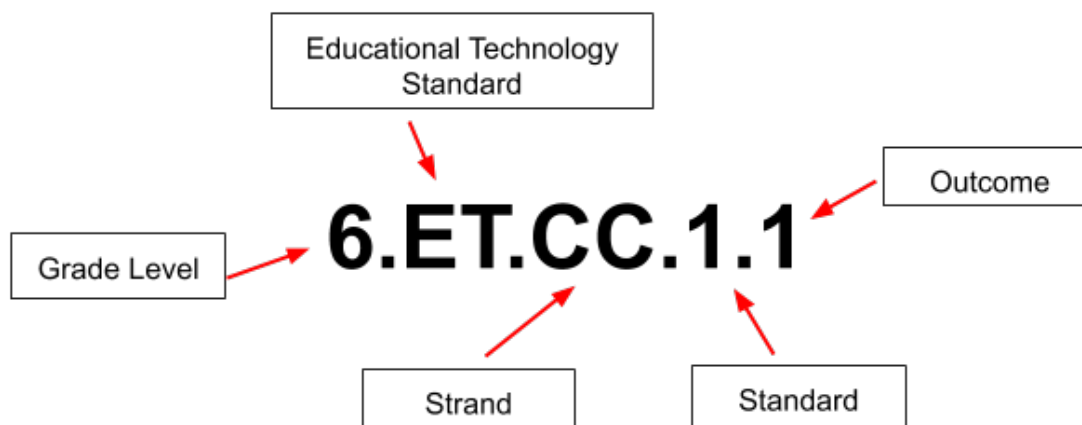 Educational Technology
Standard
Outcome
6.ET.CC.1.1
Grade Level
Strand
Standard